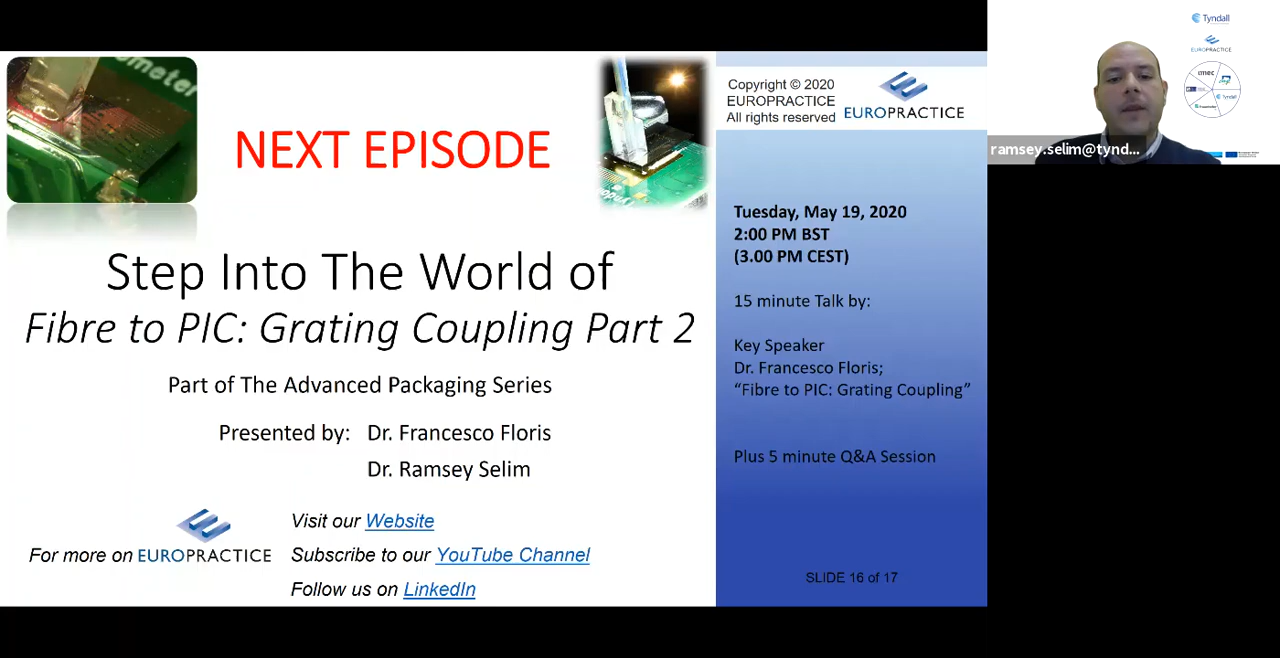 ometer
NEXT EPISODE
Step Into The World of
Fibre to PIC: Grating Coupling Part 2
Part of The Advanced Packaging Series
Presented by: Dr. Francesco Floris
Dr. Ramsey Selim
Visit our Website
For more on EUROPRACTICE Subscribe to our YouTube Channel
Follow us on LinkedIn
Copyright © 2020
EUROPRACTICE
All rights reserved
EUROPRACTICE
Tuesday, May 19, 2020
2:00 PM BST
(3.00 PM CEST)
15 minute Talk by:
Key Speaker
Dr. Francesco Floris;
“Fibre to PIC: Grating Coupling”
Plus 5 minute Q&A Session
SLIDE 16 of 17
Tyndall
EUROPRACTICE
imec
Tyndall
ramsey.selim@tynd...